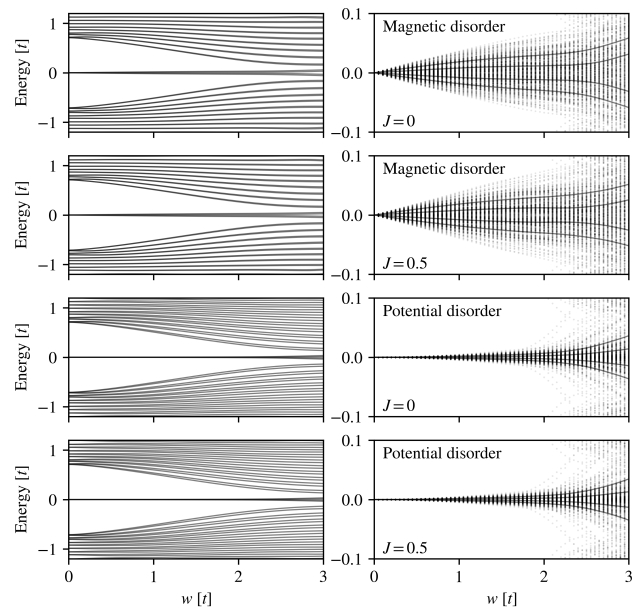 1
0
−1
Energy [t]
0.1
0.0
−0.1
Magnetic disorder
J = 0
1
0
−1
Energy [t]
0.1
0.0
−0.1
Magnetic disorder
J = 0.5
1
0
−1
Energy [t]
0.1
0.0
−0.1
Potential disorder
J = 0
1
0
−1
Energy [t]
0.1
0.0
−0.1
Potential disorder
J = 0.5
0 1 2 3
0 1 2 3
w [t]
w [t]